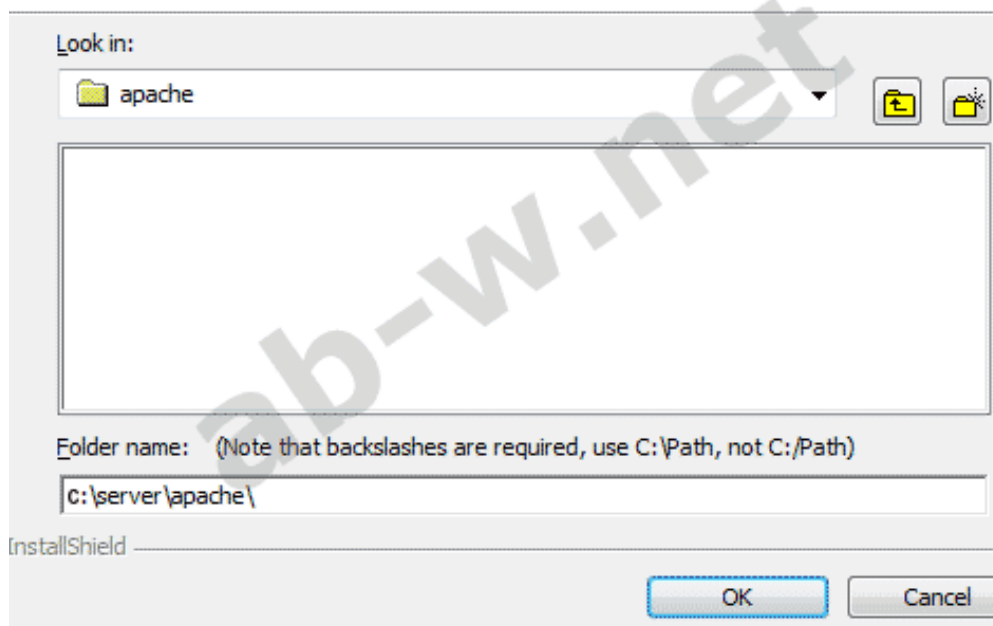 Look in:
apache
Folder name: (Note that backslashes are required, use C:\Path, not C:/Path)
C:\server\apache\
InstallShield
OK Cancel
ab-w.net